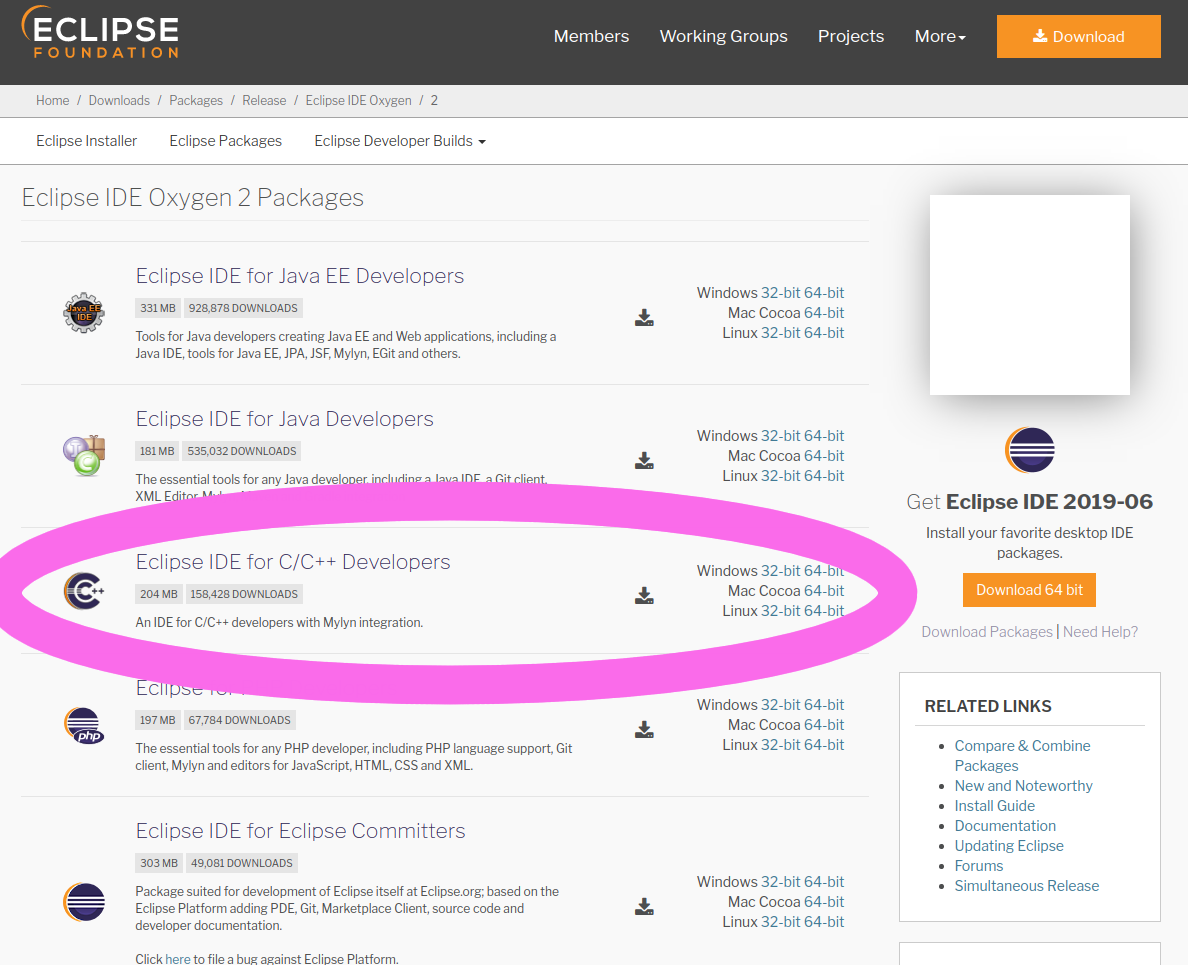 ECLIPSE
FOUNDATION
Members Working Groups Projects More Download
Home / Downloads / Packages / Release / Eclipse IDE Oxygen / 2
Eclipse Installer Eclipse Packages Eclipse Developer Builds
Eclipse IDE Oxygen 2 Packages
Eclipse IDE for Java EE Developers
331 MB 928,878 DOWNLOADS
Java EE
IDE
Tools for Java developers creating Java EE and Web applications, including a
Java IDE, tools for Java EE, JPA, JSF, Mylyn, EGit and others.
Windows 32-bit 64-bit
Mac Cocoa 64-bit
Linux 32-bit 64-bit
Eclipse IDE for Java Developers
181 MB 535,032 DOWNLOADS
The essential tools for any Java developer, including a Java IDE, a Git client,
XML Editor, Mylyn
Windows 32-bit 64-bit
Mac Cocoa 64-bit
Linux 32-bit 64-bit
Eclipse IDE for C/C++ Developers
C++
204 MB 158,428 DOWNLOADS
An IDE for C/C++ developers with Mylyn integration.
Windows 32-bit 64-bit
Mac Cocoa 64-bit
Linux 32-bit 64-bit
Eclipse for
197 MB 67,784 DOWNLOADS
php
The essential tools for any PHP developer, including PHP language support, Git
client, Mylyn and editors for JavaScript, HTML, CSS and XML.
Windows 32-bit 64-bit
Mac Cocoa 64-bit
Linux 32-bit 64-bit
Eclipse IDE for Eclipse Committers
303 MB 49,081 DOWNLOADS
Package suited for development of Eclipse itself at Eclipse.org; based on the
Eclipse Platform adding PDE, Git, Marketplace Client, source code and
developer documentation.
Click here to file a bug against Eclipse Platform.
Windows 32-bit 64-bit
Mac Cocoa 64-bit
Linux 32-bit 64-bit
Get Eclipse IDE 2019-06
Install your favorite desktop IDE
packages.
Download 64 bit
Download Packages | Need Help?
RELATED LINKS
Compare & Combine
Packages
New and Noteworthy
Install Guide
Documentation
Updating Eclipse
Forums
Simultaneous Release